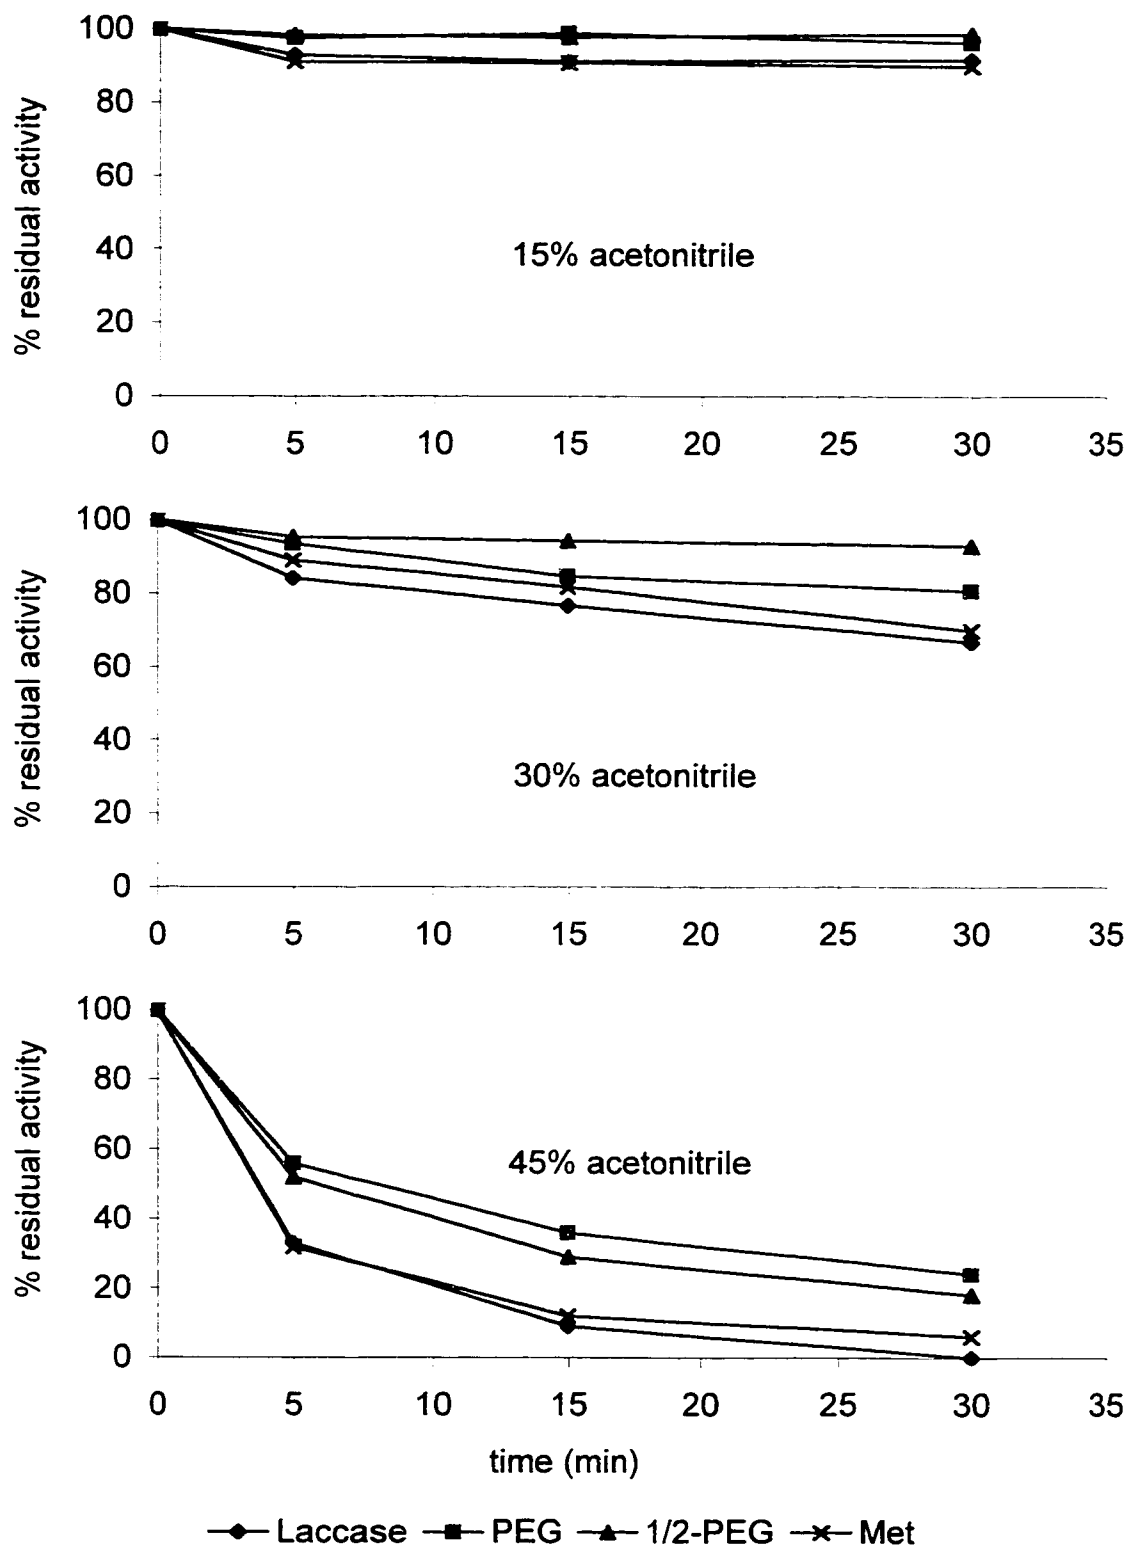 100
80
60
40
20
0
% residual activity
15% acetonitrile
0 5 10 15 20 25 30 35
100
80
60
40
20
0
% residual activity
30% acetonitrile
0 5 10 15 20 25 30 35
100
80
60
40
20
0
% residual activity
45% acetonitrile
0 5 10 15 20 25 30 35
time (min)
Laccase PEG 1/2-PEG Met